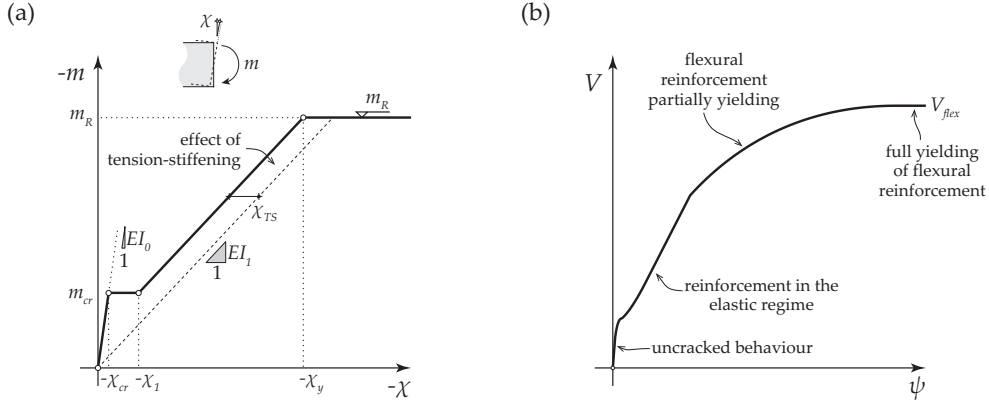 (a)
χ
m
-m
m_R
m_R
effect of
tension-stiffening
χ_TS
EI_0
1
EI_1
1
m_cr
-χ_cr
-χ_1
-χ_y
-χ
(b)
V
flexural
reinforcement
partially yielding
V_flex
full yielding
of flexural
reinforcement
reinforcement in the
elastic regime
uncracked behaviour
ψ